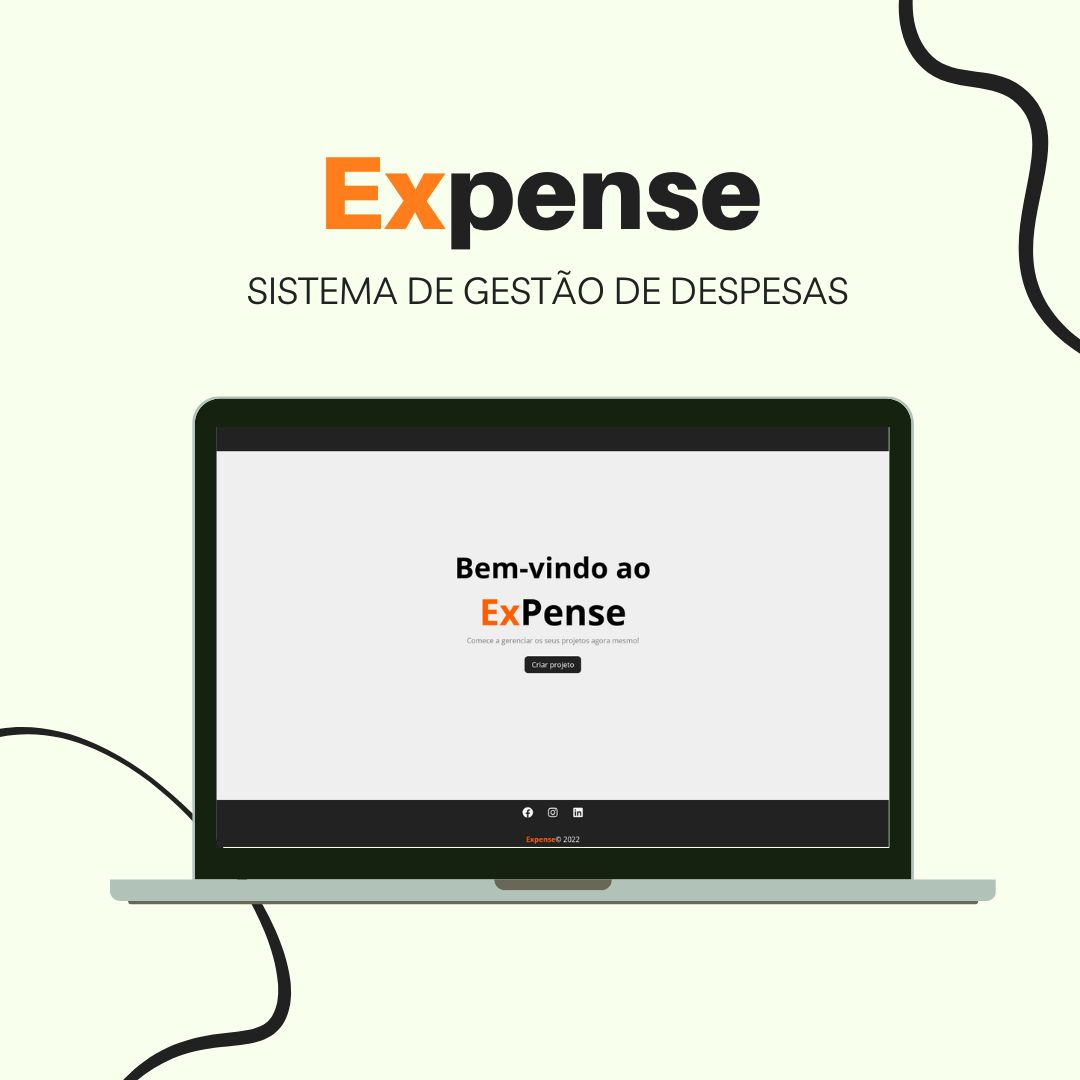 Expense
SISTEMA DE GESTÃO DE DESPESAS
Bem-vindo ao
ExPense
Comece a gerenciar os seus projetos agora mesmo!
Criar projeto
Expense© 2022